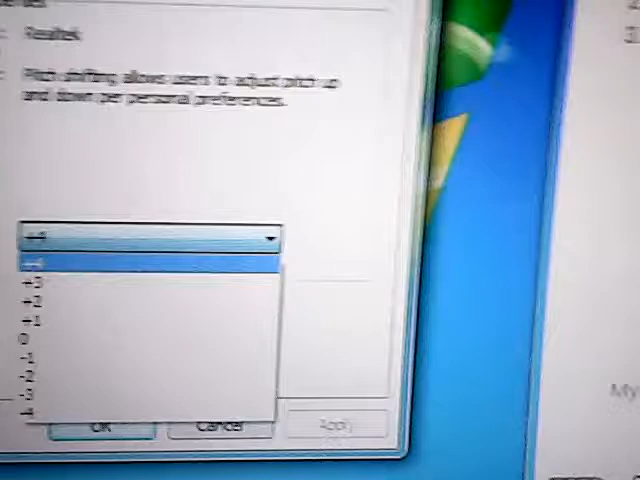 Realtek
Pitch shifting allows users to adjust pitch up
and down per personal preferences.
+4
+3
+2
+1
0
-1
-2
-3
-4
OK
Cancel
Apply
My